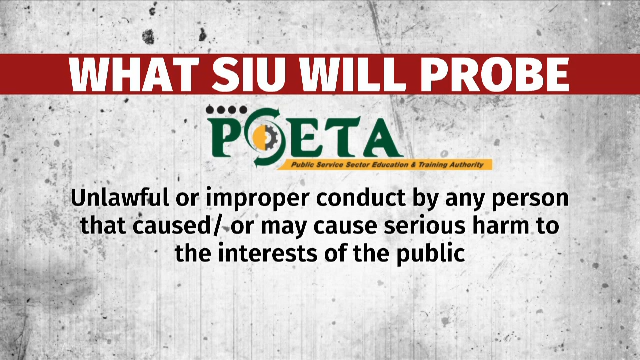 WHAT SIU WILL PROBE
PSETA
Public Service Sector Education & Training Authority
Unlawful or improper conduct by any person
that caused/ or may cause serious harm to
the interests of the public